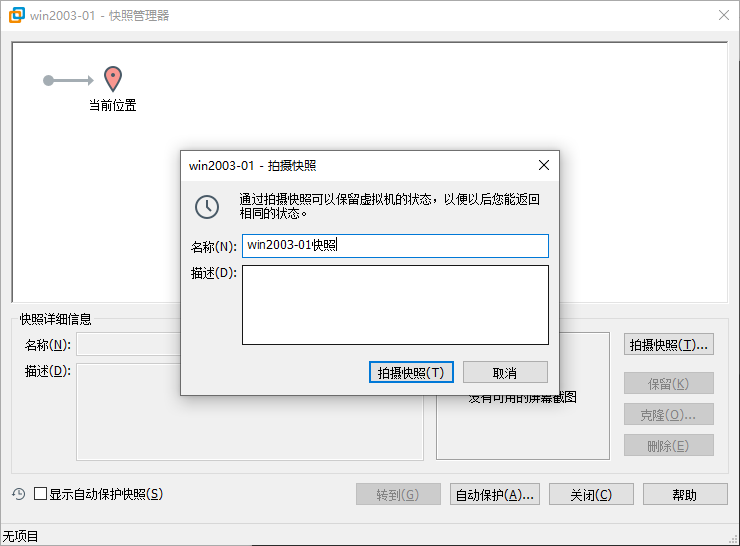 win2003-01 - 快照管理器
当前位置
win2003-01 - 拍摄快照
通过拍摄快照可以保留虚拟机的状态，以便以后您能返回
相同的状态。
名称(N):
win2003-01快照
描述(D):
拍摄快照(T)
取消
快照详细信息
名称(N):
描述(D):
没有可用的屏幕截图
拍摄快照(T)...
保留(K)
克隆(O)...
删除(E)
显示自动保护快照(S)
转到(G)
自动保护(A)...
关闭(C)
帮助
无项目